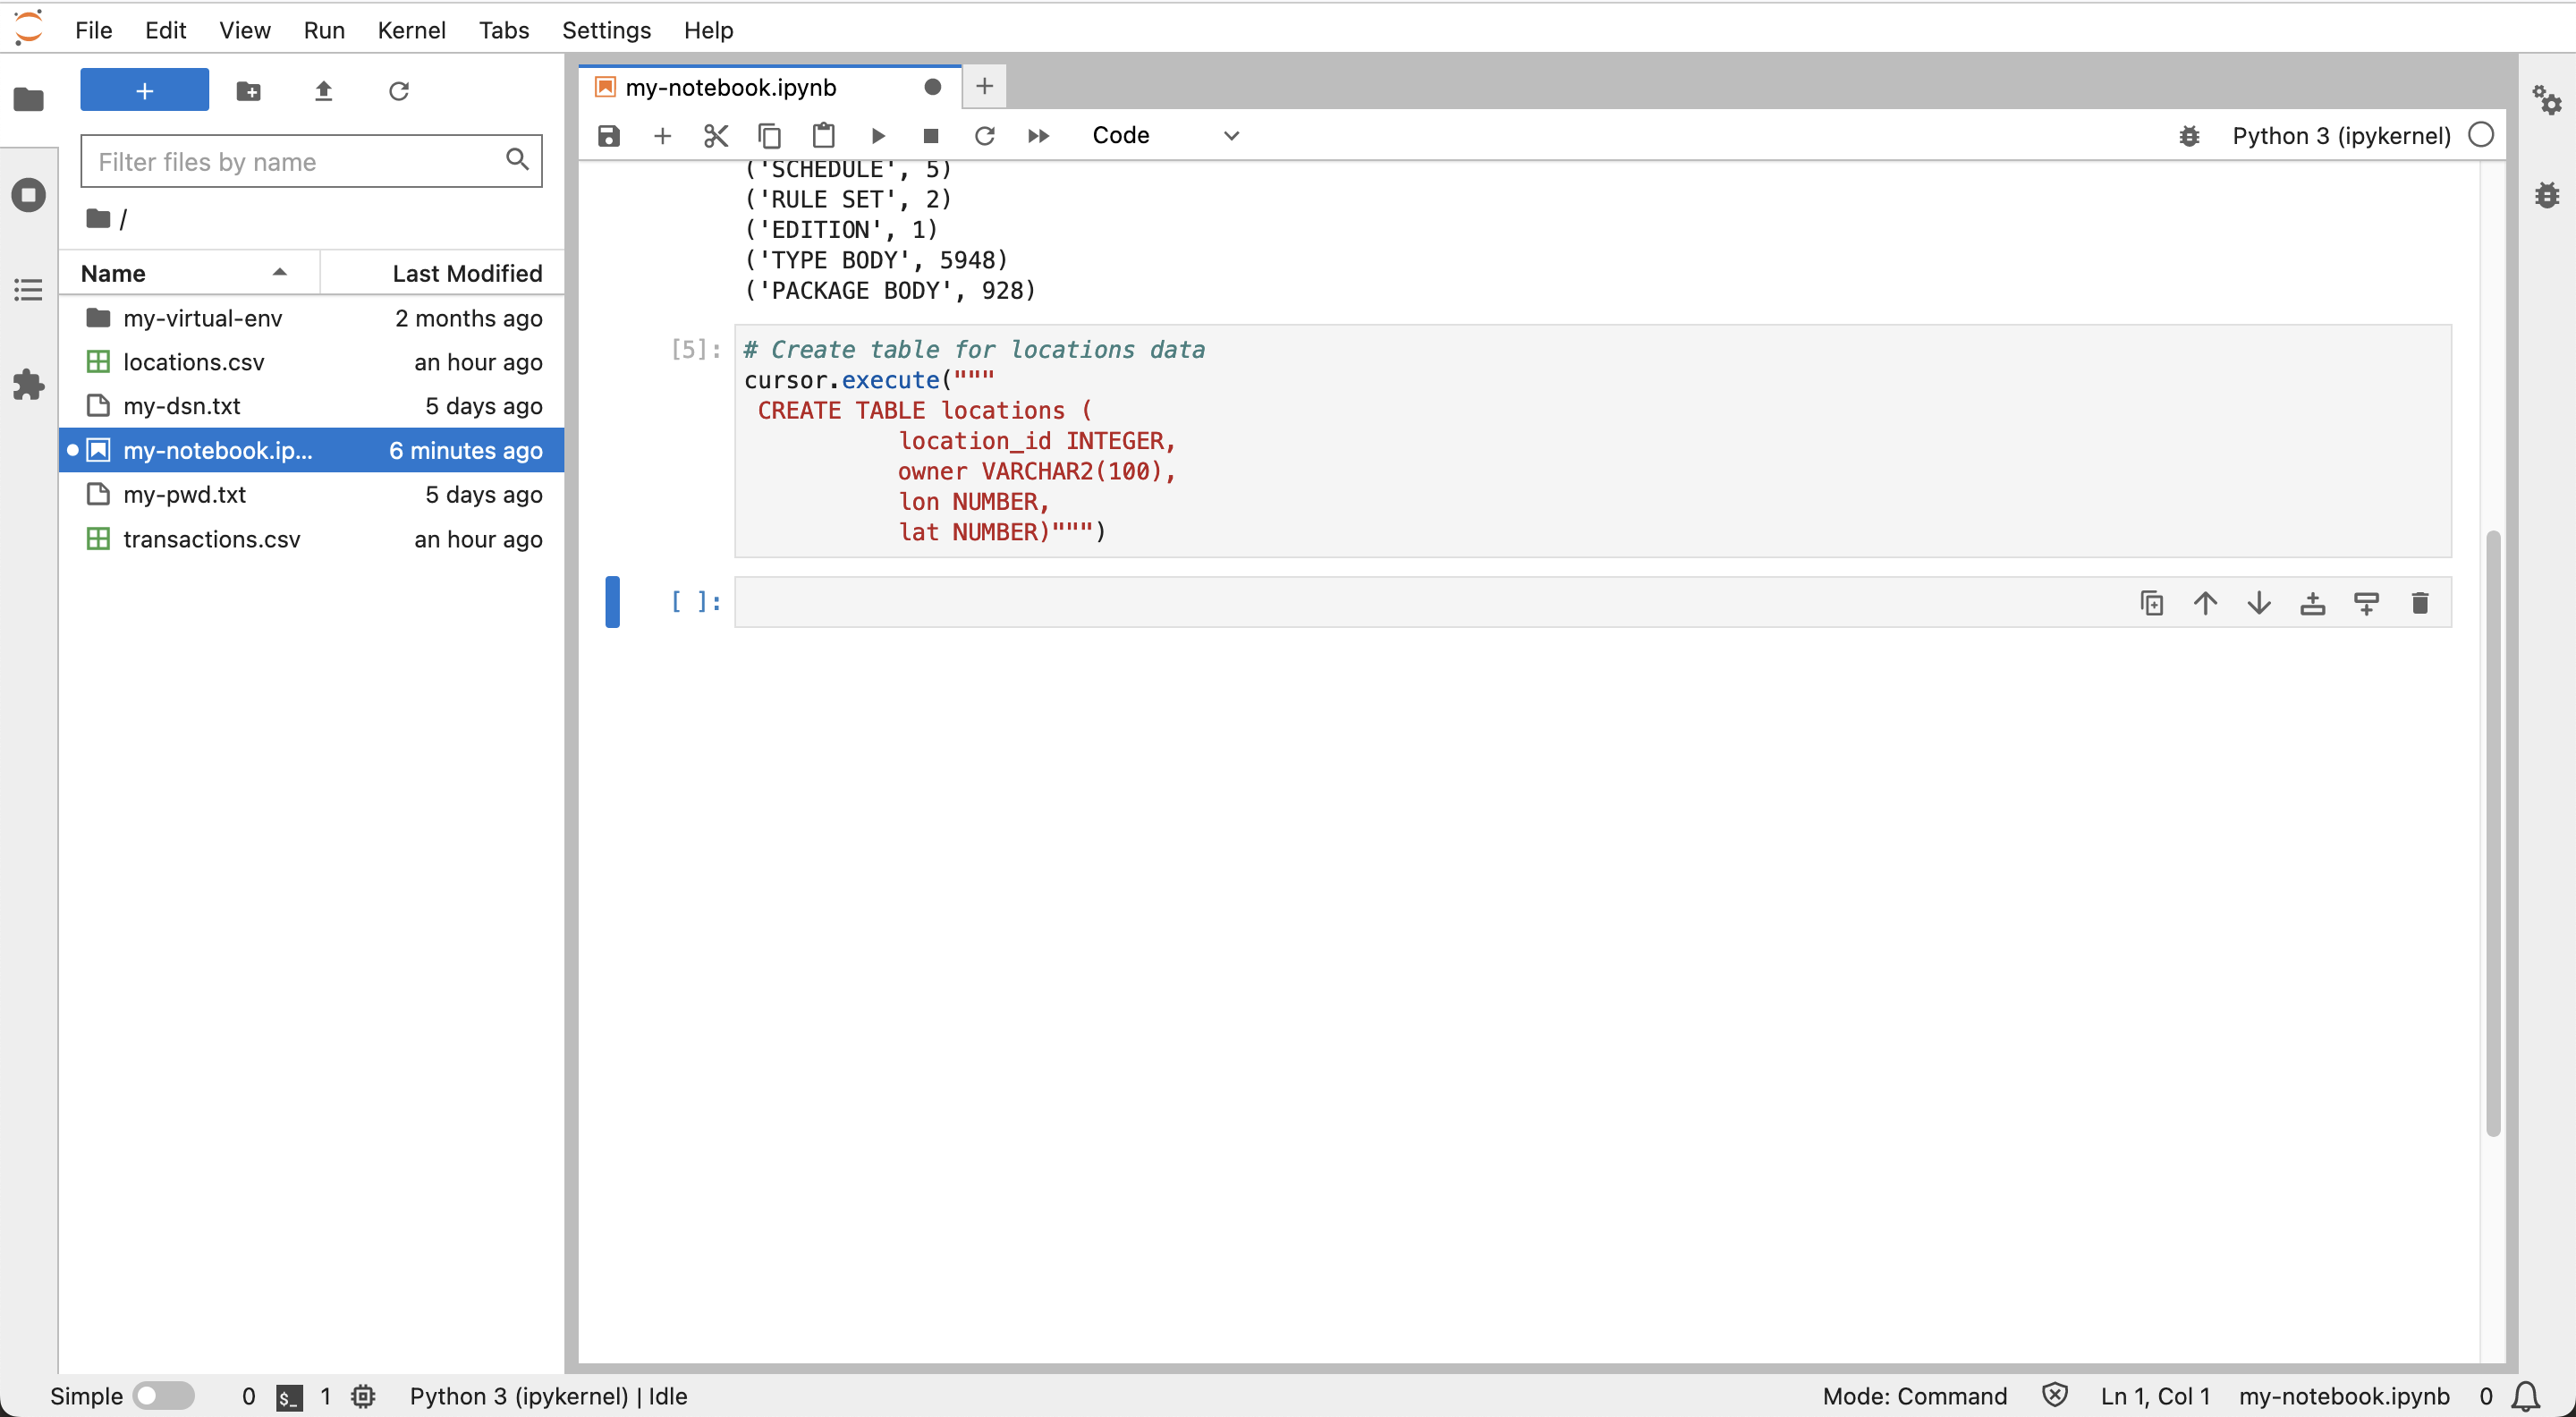 File Edit View Run Kernel Tabs Settings Help
+
Filter files by name
/
Name Last Modified
my-virtual-env 2 months ago
locations.csv an hour ago
my-dsn.txt 5 days ago
my-notebook.ip... 6 minutes ago
my-pwd.txt 5 days ago
transactions.csv an hour ago
my-notebook.ipynb
Code
Python 3 (ipykernel)
('SCHEDULE', 5)
('RULE SET', 2)
('EDITION', 1)
('TYPE BODY', 5948)
('PACKAGE BODY', 928)
[5]: # Create table for locations data
cursor.execute("""
CREATE TABLE locations (
location_id INTEGER,
owner VARCHAR2(100),
lon NUMBER,
lat NUMBER)""")
[ ]:
Simple 0 $_ 1 Python 3 (ipykernel) | Idle Mode: Command Ln 1, Col 1 my-notebook.ipynb 0